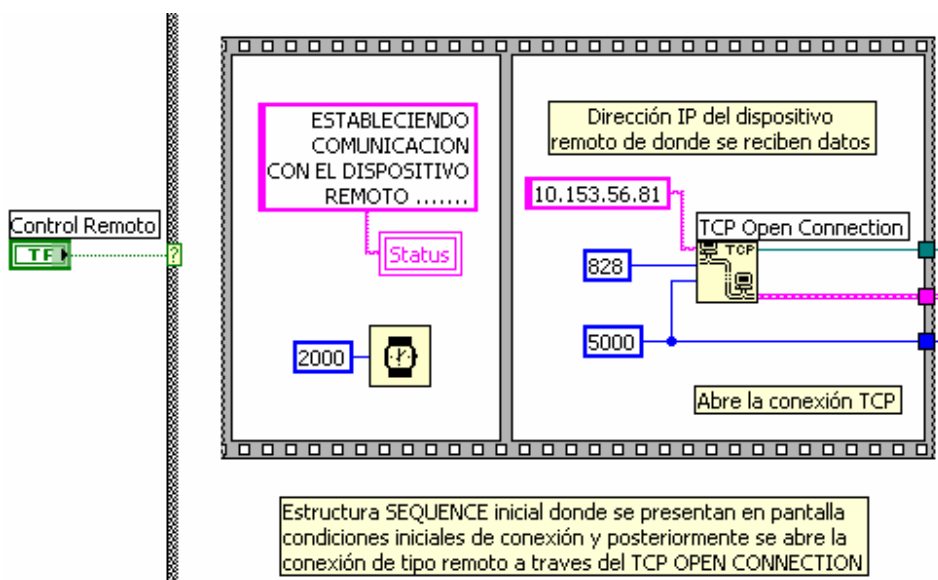 Control Remoto
TF
?
ESTABLECIENDO
COMUNICACION
CON EL DISPOSITIVO
REMOTO .......
Status
2000
Dirección IP del dispositivo
remoto de donde se reciben datos
10.153.56.81
TCP Open Connection
TCP
828
5000
Abre la conexión TCP
Estructura SEQUENCE inicial donde se presentan en pantalla
condiciones iniciales de conexión y posteriormente se abre la
conexión de tipo remoto a traves del TCP OPEN CONNECTION